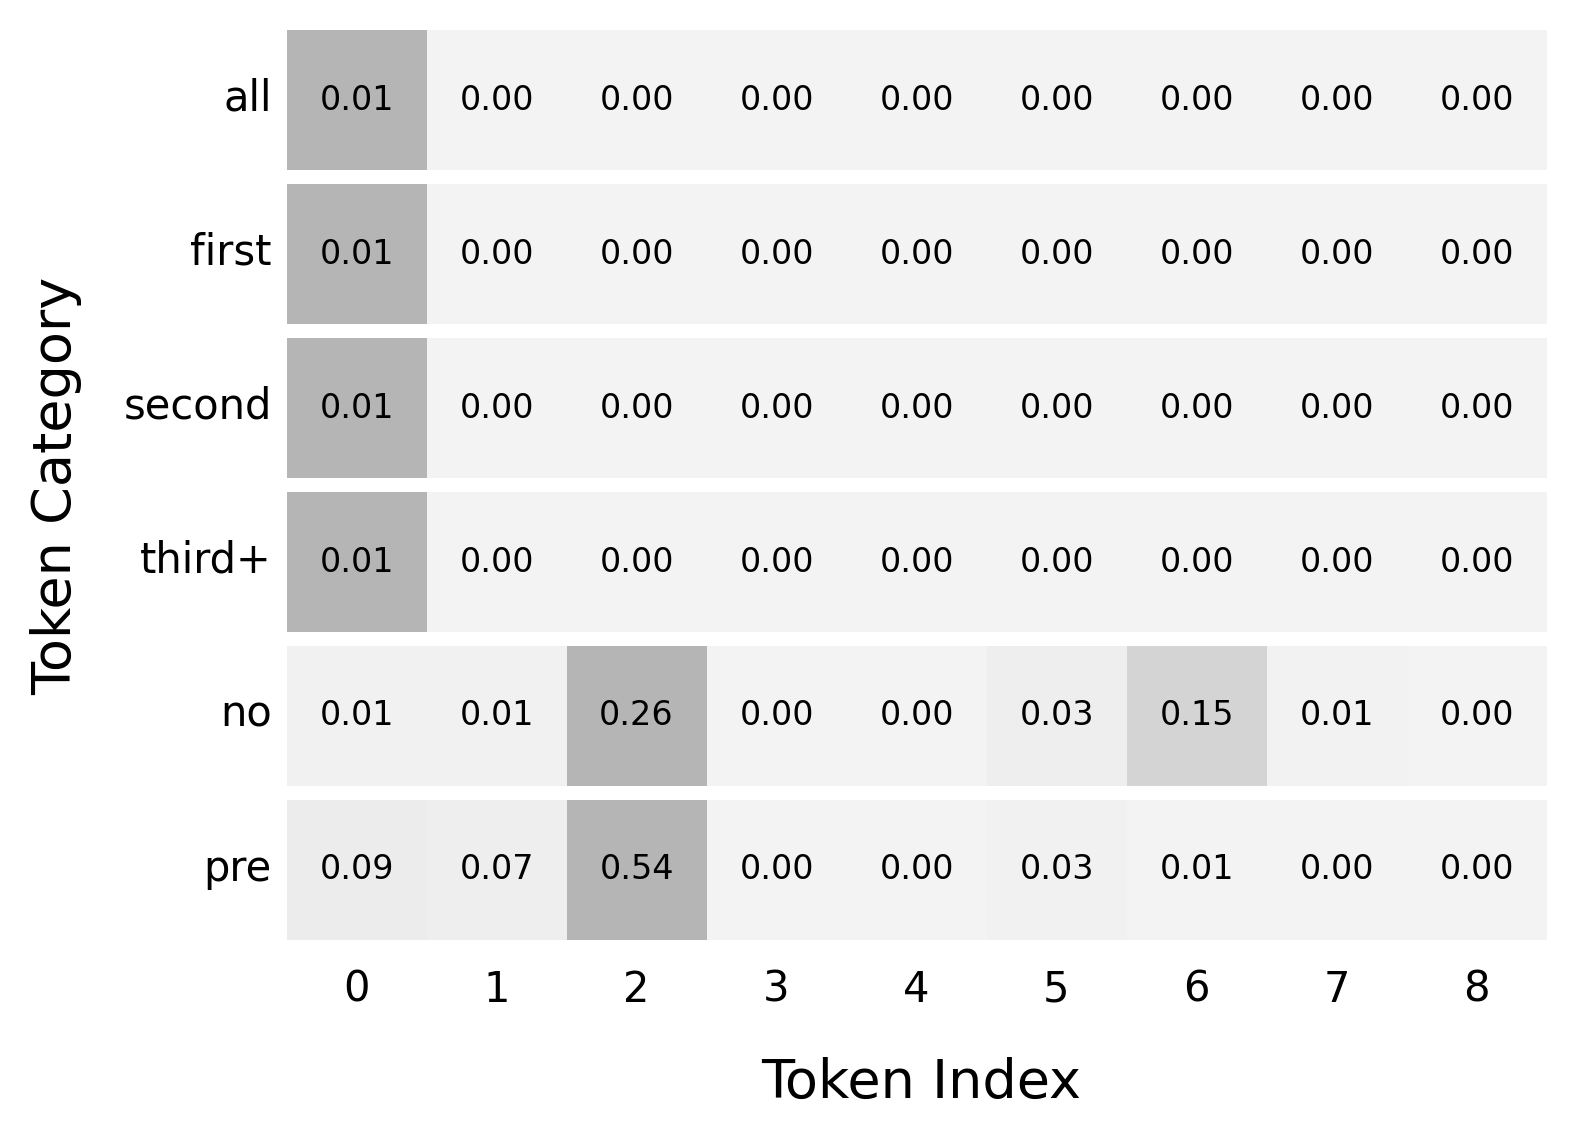 Token Category
all 0.01 0.00 0.00 0.00 0.00 0.00 0.00 0.00 0.00
first 0.01 0.00 0.00 0.00 0.00 0.00 0.00 0.00 0.00
second 0.01 0.00 0.00 0.00 0.00 0.00 0.00 0.00 0.00
third+ 0.01 0.00 0.00 0.00 0.00 0.00 0.00 0.00 0.00
no 0.01 0.01 0.26 0.00 0.00 0.03 0.15 0.01 0.00
pre 0.09 0.07 0.54 0.00 0.00 0.03 0.01 0.00 0.00
0 1 2 3 4 5 6 7 8
Token Index